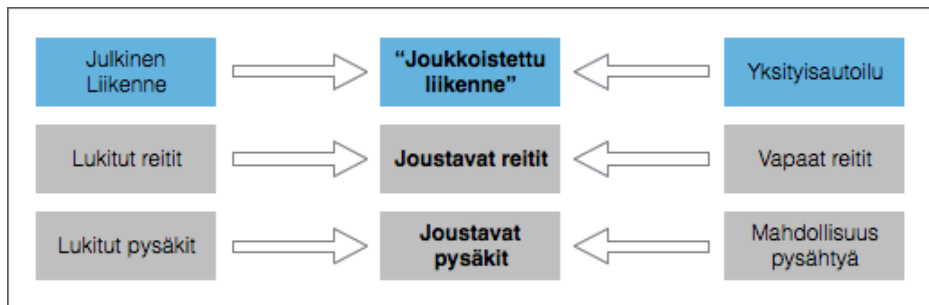 Julkinen
Liikenne
“Joukkoistettu
liikenne”
Yksityisautoilu
Lukitut reitit
Joustavat reitit
Vapaat reitit
Lukitut pysäkit
Joustavat
pysäkit
Mahdollisuus
pysähtyä